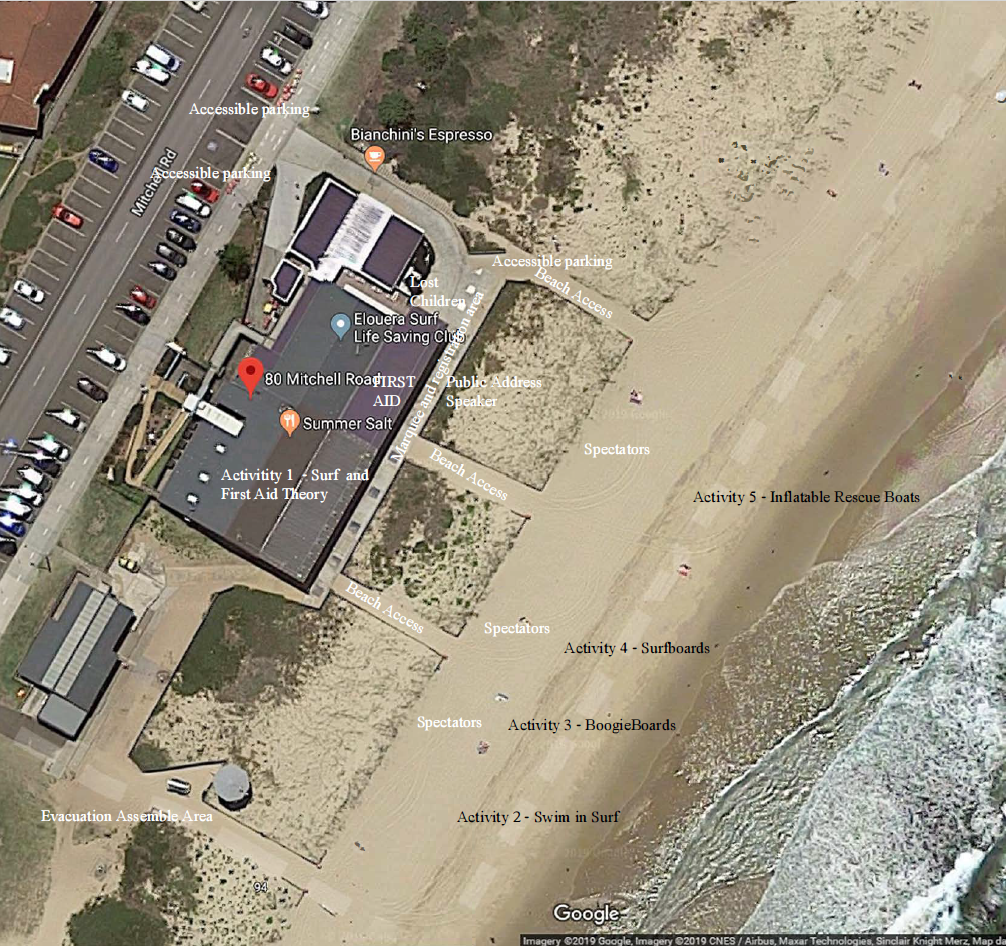 Accessible parking
Bianchini's Espresso
Mitchell Rd
Accessible parking
Accessible parking
Beach Access
Lost
Children
Elouera Surf
Life Saving Club
Marquee and registration area
80 Mitchell Road
FIRST
AID
Public Address
Speaker
Summer Salt
Spectators
Beach Access
Activitity 1 - Surf and
First Aid Theory
Activity 5 - Inflatable Rescue Boats
Beach Access
Spectators
Activity 4 - Surfboards
Spectators
Activity 3 - BoogieBoards
Evacuation Assemble Area
Activity 2 - Swim in Surf
94
Google
Imagery ©2019 Google, Imagery ©2019 CNES / Airbus, Maxar Technologies, Sinclair Knight Merz, Map d